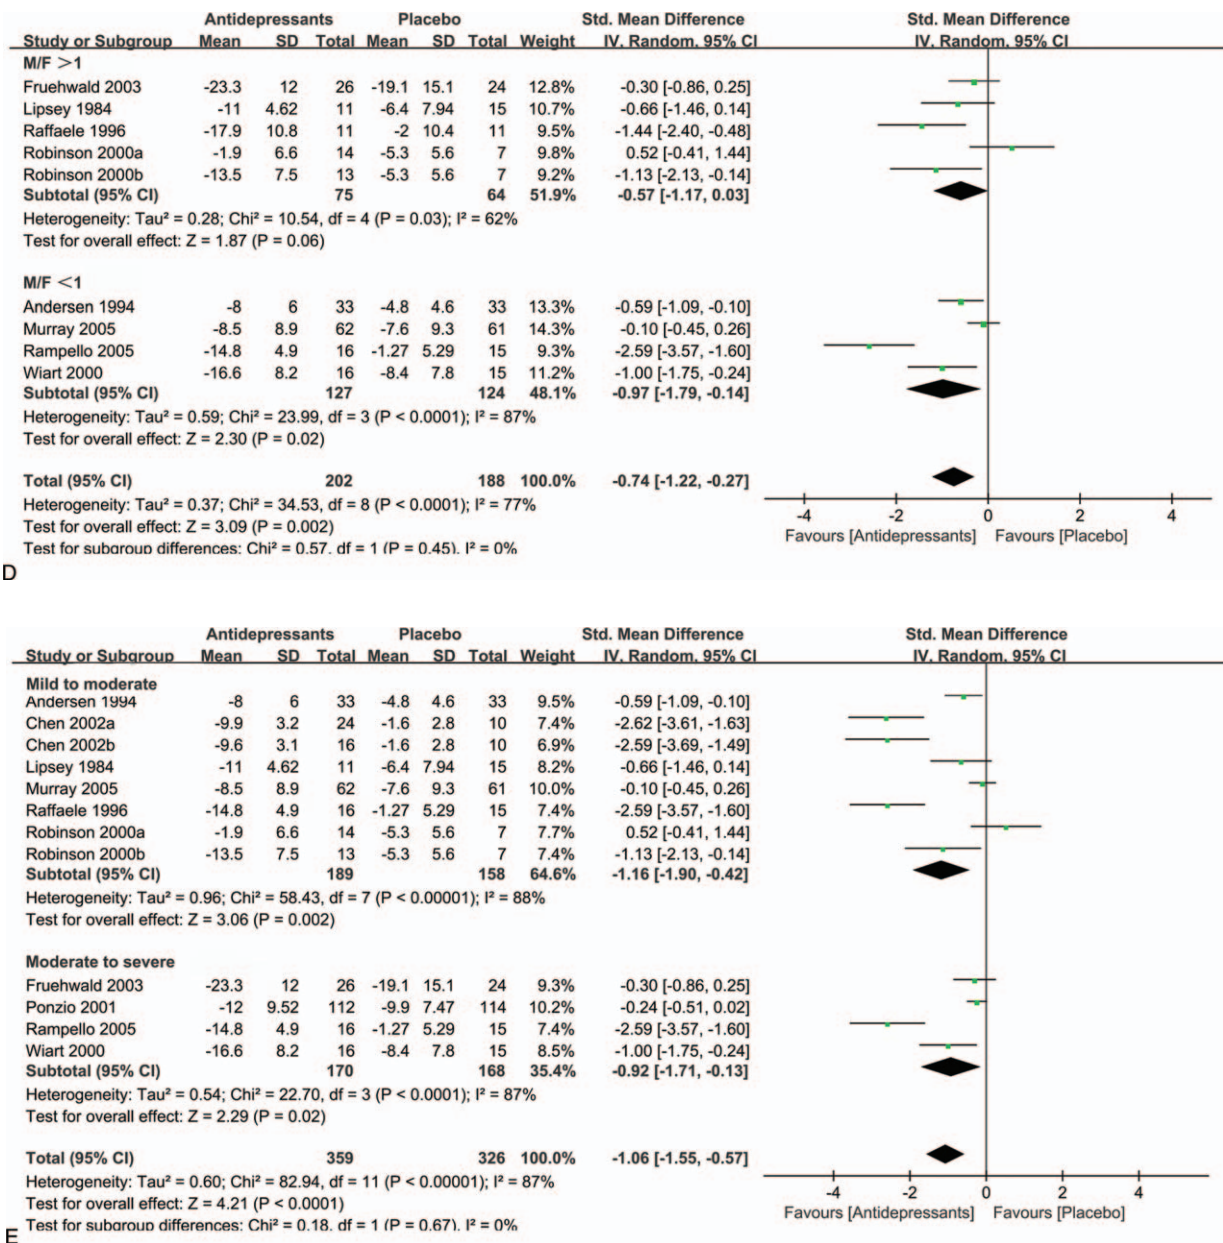 Antidepressants Placebo Std. Mean Difference Std. Mean Difference
Study or Subgroup Mean SD Total Mean SD Total Weight IV, Random, 95% CI IV, Random, 95% CI
M/F >1
Fruehwald 2003 -23.3 12 26 -19.1 15.1 24 12.8% -0.30 [-0.86, 0.25]
Lipsey 1984 -11 4.62 11 -6.4 7.94 15 10.7% -0.66 [-1.46, 0.14]
Raffaele 1996 -17.9 10.8 11 -2 10.4 11 9.5% -1.44 [-2.40, -0.48]
Robinson 2000a -1.9 6.6 14 -5.3 5.6 7 9.8% 0.52 [-0.41, 1.44]
Robinson 2000b -13.5 7.5 13 -5.3 5.6 7 9.2% -1.13 [-2.13, -0.14]
Subtotal (95% CI) 75 64 51.9% -0.57 [-1.17, 0.03]
Heterogeneity: Tau² = 0.28; Chi² = 10.54, df = 4 (P = 0.03); I² = 62%
Test for overall effect: Z = 1.87 (P = 0.06)
M/F <1
Andersen 1994 -8 6 33 -4.8 4.6 33 13.3% -0.59 [-1.09, -0.10]
Murray 2005 -8.5 8.9 62 -7.6 9.3 61 14.3% -0.10 [-0.45, 0.26]
Rampello 2005 -14.8 4.9 16 -1.27 5.29 15 9.3% -2.59 [-3.57, -1.60]
Wiart 2000 -16.6 8.2 16 -8.4 7.8 15 11.2% -1.00 [-1.75, -0.24]
Subtotal (95% CI) 127 124 48.1% -0.97 [-1.79, -0.14]
Heterogeneity: Tau² = 0.59; Chi² = 23.99, df = 3 (P < 0.0001); I² = 87%
Test for overall effect: Z = 2.30 (P = 0.02)
Total (95% CI) 202 188 100.0% -0.74 [-1.22, -0.27]
Heterogeneity: Tau² = 0.37; Chi² = 34.53, df = 8 (P < 0.0001); I² = 77%
Test for overall effect: Z = 3.09 (P = 0.002)
Test for subgroup differences: Chi² = 0.57, df = 1 (P = 0.45), I² = 0%
-4 -2 0 2 4
Favours [Antidepressants] Favours [Placebo]
D
Antidepressants Placebo Std. Mean Difference Std. Mean Difference
Study or Subgroup Mean SD Total Mean SD Total Weight IV, Random, 95% CI IV, Random, 95% CI
Mild to moderate
Andersen 1994 -8 6 33 -4.8 4.6 33 9.5% -0.59 [-1.09, -0.10]
Chen 2002a -9.9 3.2 24 -1.6 2.8 10 7.4% -2.62 [-3.61, -1.63]
Chen 2002b -9.6 3.1 16 -1.6 2.8 10 6.9% -2.59 [-3.69, -1.49]
Lipsey 1984 -11 4.62 11 -6.4 7.94 15 8.2% -0.66 [-1.46, 0.14]
Murray 2005 -8.5 8.9 62 -7.6 9.3 61 10.0% -0.10 [-0.45, 0.26]
Raffaele 1996 -14.8 4.9 16 -1.27 5.29 15 7.4% -2.59 [-3.57, -1.60]
Robinson 2000a -1.9 6.6 14 -5.3 5.6 7 7.7% 0.52 [-0.41, 1.44]
Robinson 2000b -13.5 7.5 13 -5.3 5.6 7 7.4% -1.13 [-2.13, -0.14]
Subtotal (95% CI) 189 158 64.6% -1.16 [-1.90, -0.42]
Heterogeneity: Tau² = 0.96; Chi² = 58.43, df = 7 (P < 0.00001); I² = 88%
Test for overall effect: Z = 3.06 (P = 0.002)
Moderate to severe
Fruehwald 2003 -23.3 12 26 -19.1 15.1 24 9.3% -0.30 [-0.86, 0.25]
Ponzio 2001 -12 9.52 112 -9.9 7.47 114 10.2% -0.24 [-0.51, 0.02]
Rampello 2005 -14.8 4.9 16 -1.27 5.29 15 7.4% -2.59 [-3.57, -1.60]
Wiart 2000 -16.6 8.2 16 -8.4 7.8 15 8.5% -1.00 [-1.75, -0.24]
Subtotal (95% CI) 170 168 35.4% -0.92 [-1.71, -0.13]
Heterogeneity: Tau² = 0.54; Chi² = 22.70, df = 3 (P < 0.0001); I² = 87%
Test for overall effect: Z = 2.29 (P = 0.02)
Total (95% CI) 359 326 100.0% -1.06 [-1.55, -0.57]
Heterogeneity: Tau² = 0.60; Chi² = 82.94, df = 11 (P < 0.00001); I² = 87%
Test for overall effect: Z = 4.21 (P < 0.0001)
Test for subgroup differences: Chi² = 0.18, df = 1 (P = 0.67), I² = 0%
-4 -2 0 2 4
Favours [Antidepressants] Favours [Placebo]
E